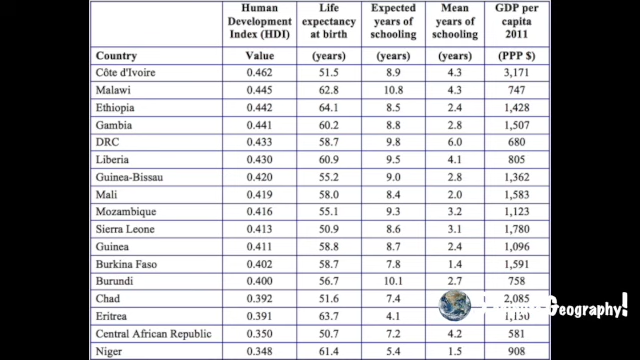 Human Development Index (HDI) Life expectancy at birth Expected years of schooling Mean years of schooling GDP per capita 2011
Country Value (years) (years) (years) (PPP $)
Côte d'Ivoire 0.462 51.5 8.9 4.3 3,171
Malawi 0.445 62.8 10.8 4.3 747
Ethiopia 0.442 64.1 8.5 2.4 1,428
Gambia 0.441 60.2 8.8 2.8 1,507
DRC 0.433 58.7 9.8 6.0 680
Liberia 0.430 60.9 9.5 4.1 805
Guinea-Bissau 0.420 55.2 9.0 2.8 1,362
Mali 0.419 58.0 8.4 2.0 1,583
Mozambique 0.416 55.1 9.3 3.2 1,123
Sierra Leone 0.413 50.9 8.6 3.1 1,780
Guinea 0.411 58.8 8.7 2.4 1,096
Burkina Faso 0.402 58.7 7.8 1.4 1,591
Burundi 0.400 56.7 10.1 2.7 758
Chad 0.392 51.6 7.4 2,085
Geography!
Eritrea 0.391 63.7 4.1 1,130
Central African Republic 0.350 50.7 7.2 4.2 581
Niger 0.348 61.4 5.4 1.5 908